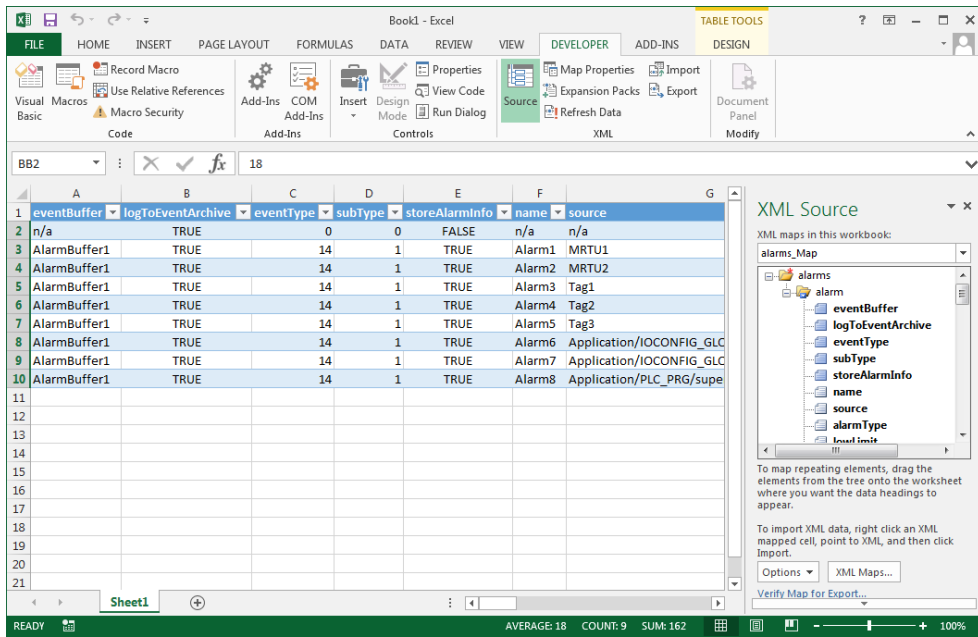 Book1 - Excel
TABLE TOOLS
?
FILE HOME INSERT PAGE LAYOUT FORMULAS DATA REVIEW VIEW DEVELOPER ADD-INS DESIGN
Visual Basic
Macros
Record Macro
Use Relative References
Macro Security
Code
Add-Ins
COM Add-Ins
Add-Ins
Insert
Design Mode
Properties
View Code
Run Dialog
Controls
Source
Map Properties
Expansion Packs
Refresh Data
Import
Export
XML
Document Panel
Modify
BB2 fx 18
A B C D E F G
1 eventBuffer logToEventArchive eventType subType storeAlarmInfo name source
2 n/a TRUE 0 0 FALSE n/a n/a
3 AlarmBuffer1 TRUE 14 1 TRUE Alarm1 MRTU1
4 AlarmBuffer1 TRUE 14 1 TRUE Alarm2 MRTU2
5 AlarmBuffer1 TRUE 14 1 TRUE Alarm3 Tag1
6 AlarmBuffer1 TRUE 14 1 TRUE Alarm4 Tag2
7 AlarmBuffer1 TRUE 14 1 TRUE Alarm5 Tag3
8 AlarmBuffer1 TRUE 14 1 TRUE Alarm6 Application/IOCONFIG_GLC
9 AlarmBuffer1 TRUE 14 1 TRUE Alarm7 Application/IOCONFIG_GLC
10 AlarmBuffer1 TRUE 14 1 TRUE Alarm8 Application/PLC_PRG/supe
11
12
13
14
15
16
17
18
19
20
21
XML Source
XML maps in this workbook:
alarms_Map
alarms
alarm
eventBuffer
logToEventArchive
eventType
subType
storeAlarmInfo
name
source
alarmType
lowLimit
To map repeating elements, drag the
elements from the tree onto the worksheet
where you want the data headings to
appear.
To import XML data, right click an XML
mapped cell, point to XML, and then click
Import.
Options
XML Maps...
Verify Map for Export...
Sheet1
READY
AVERAGE: 18 COUNT: 9 SUM: 162
100%